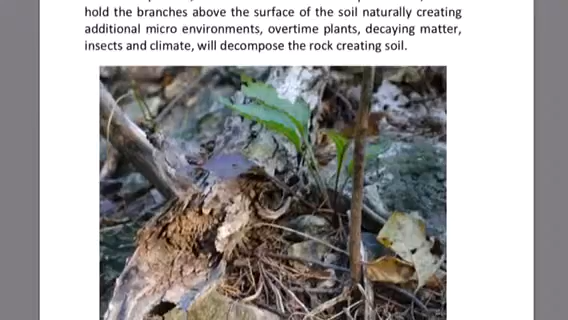 hold the branches above the surface of the soil naturally creating
additional micro environments, overtime plants, decaying matter,
insects and climate, will decompose the rock creating soil.